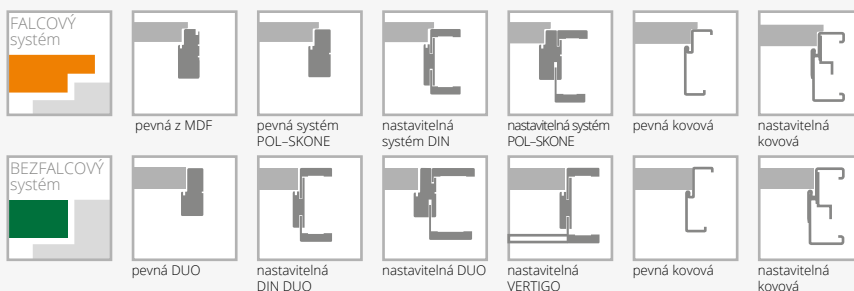 FALCOVÝ
systém
pevná z MDF
pevná systém
POL–SKONE
nastavitelná
systém DIN
nastavitelná systém
POL–SKONE
pevná kovová
nastavitelná
kovová
BEZFALCOVÝ
systém
pevná DUO
nastavitelná
DIN DUO
nastavitelná DUO
nastavitelná
VERTIGO
pevná kovová
nastavitelná
kovová